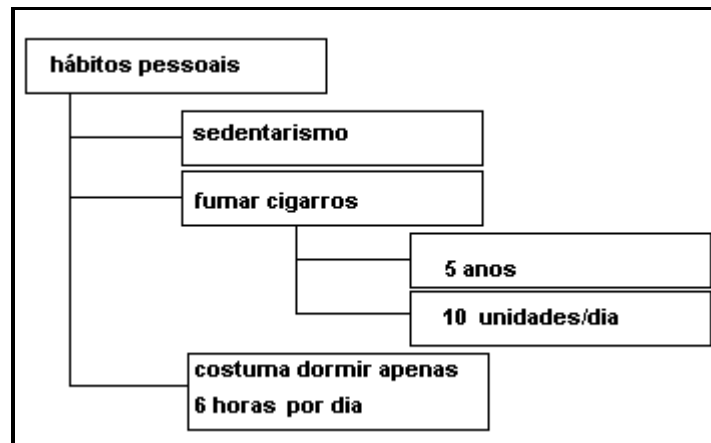 hábitos pessoais
sedentarismo
fumar cigarros
5 anos
10 unidades/dia
costuma dormir apenas
6 horas por dia